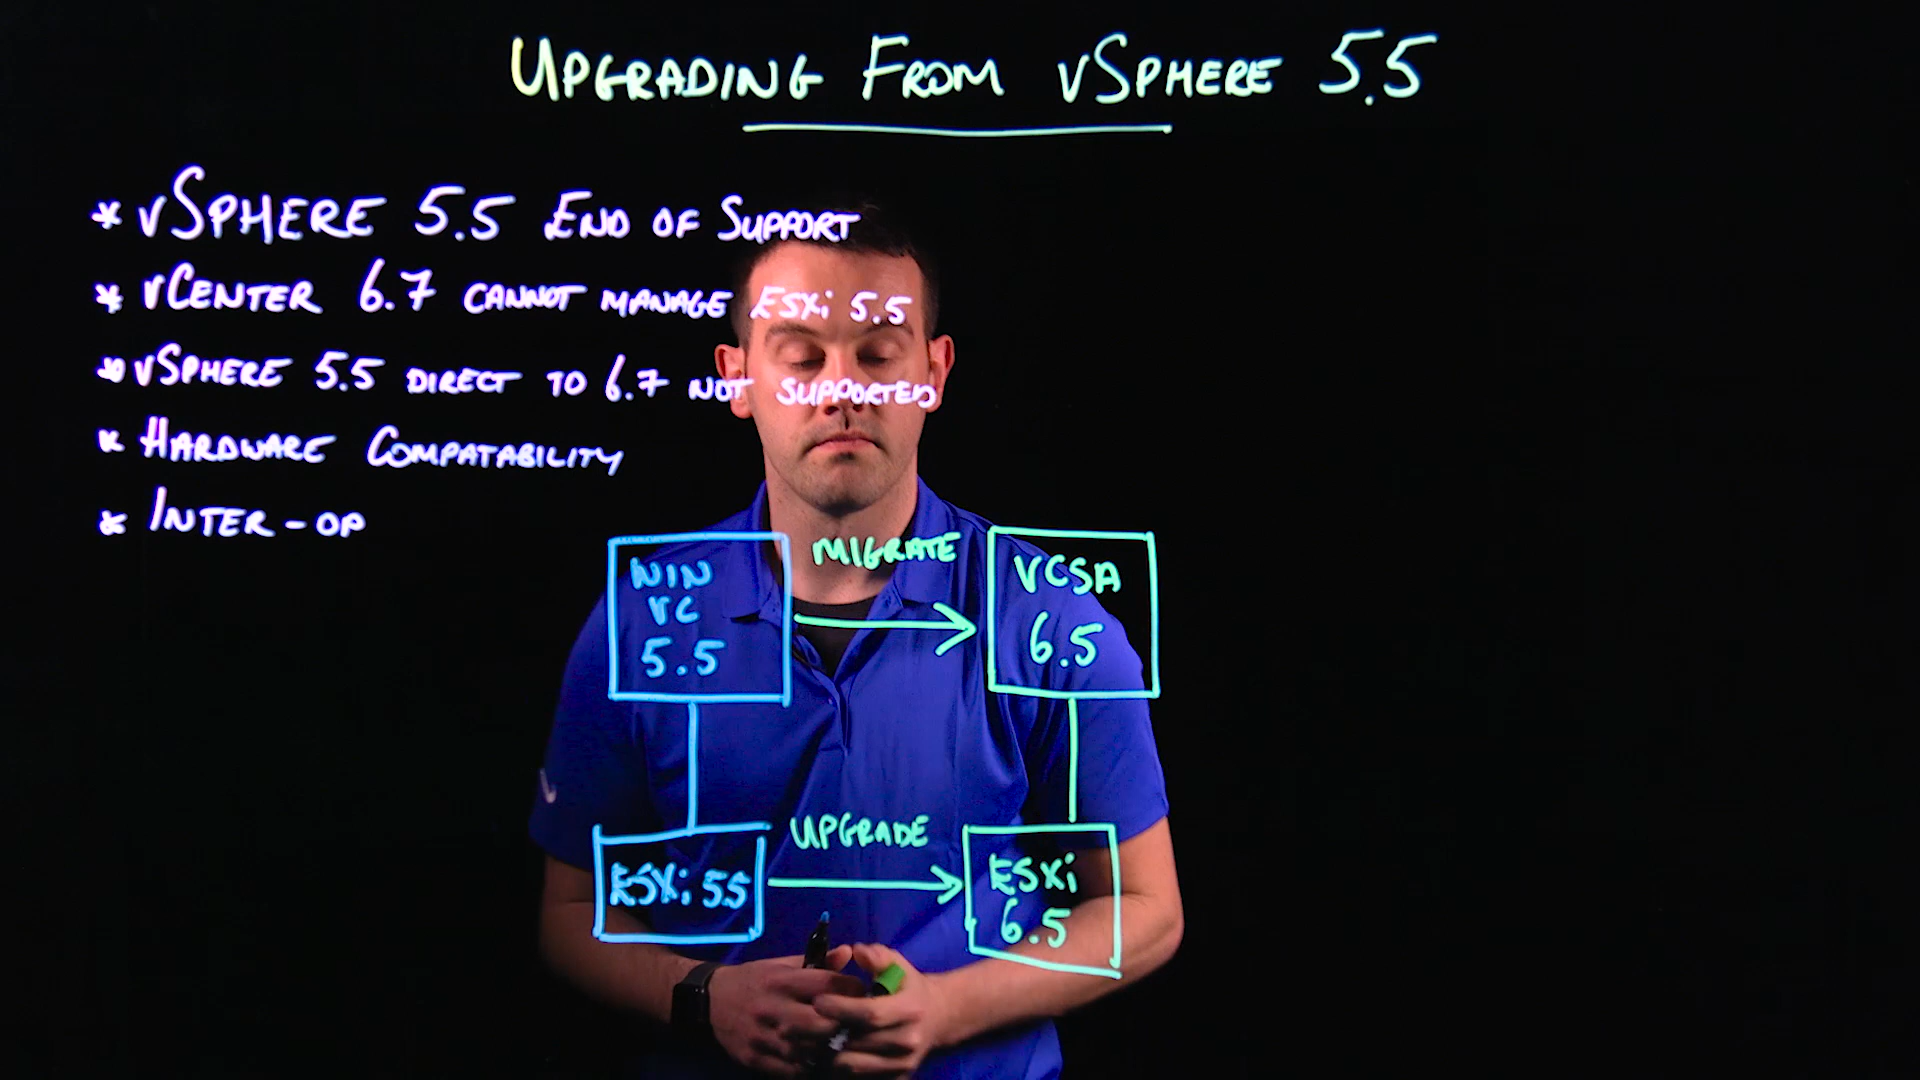 UPGRADING FROM vSPHERE 5.5
* vSPHERE 5.5 END OF SUPPORT
* vCENTER 6.7 CANNOT MANAGE ESXi 5.5
* vSPHERE 5.5 DIRECT TO 6.7 NOT SUPPORTED
* HARDWARE COMPATABILITY
* INTER-OP
WIN
VC
5.5
MIGRATE
VCSA
6.5
ESXi 55
UPGRADE
ESXi
6.5